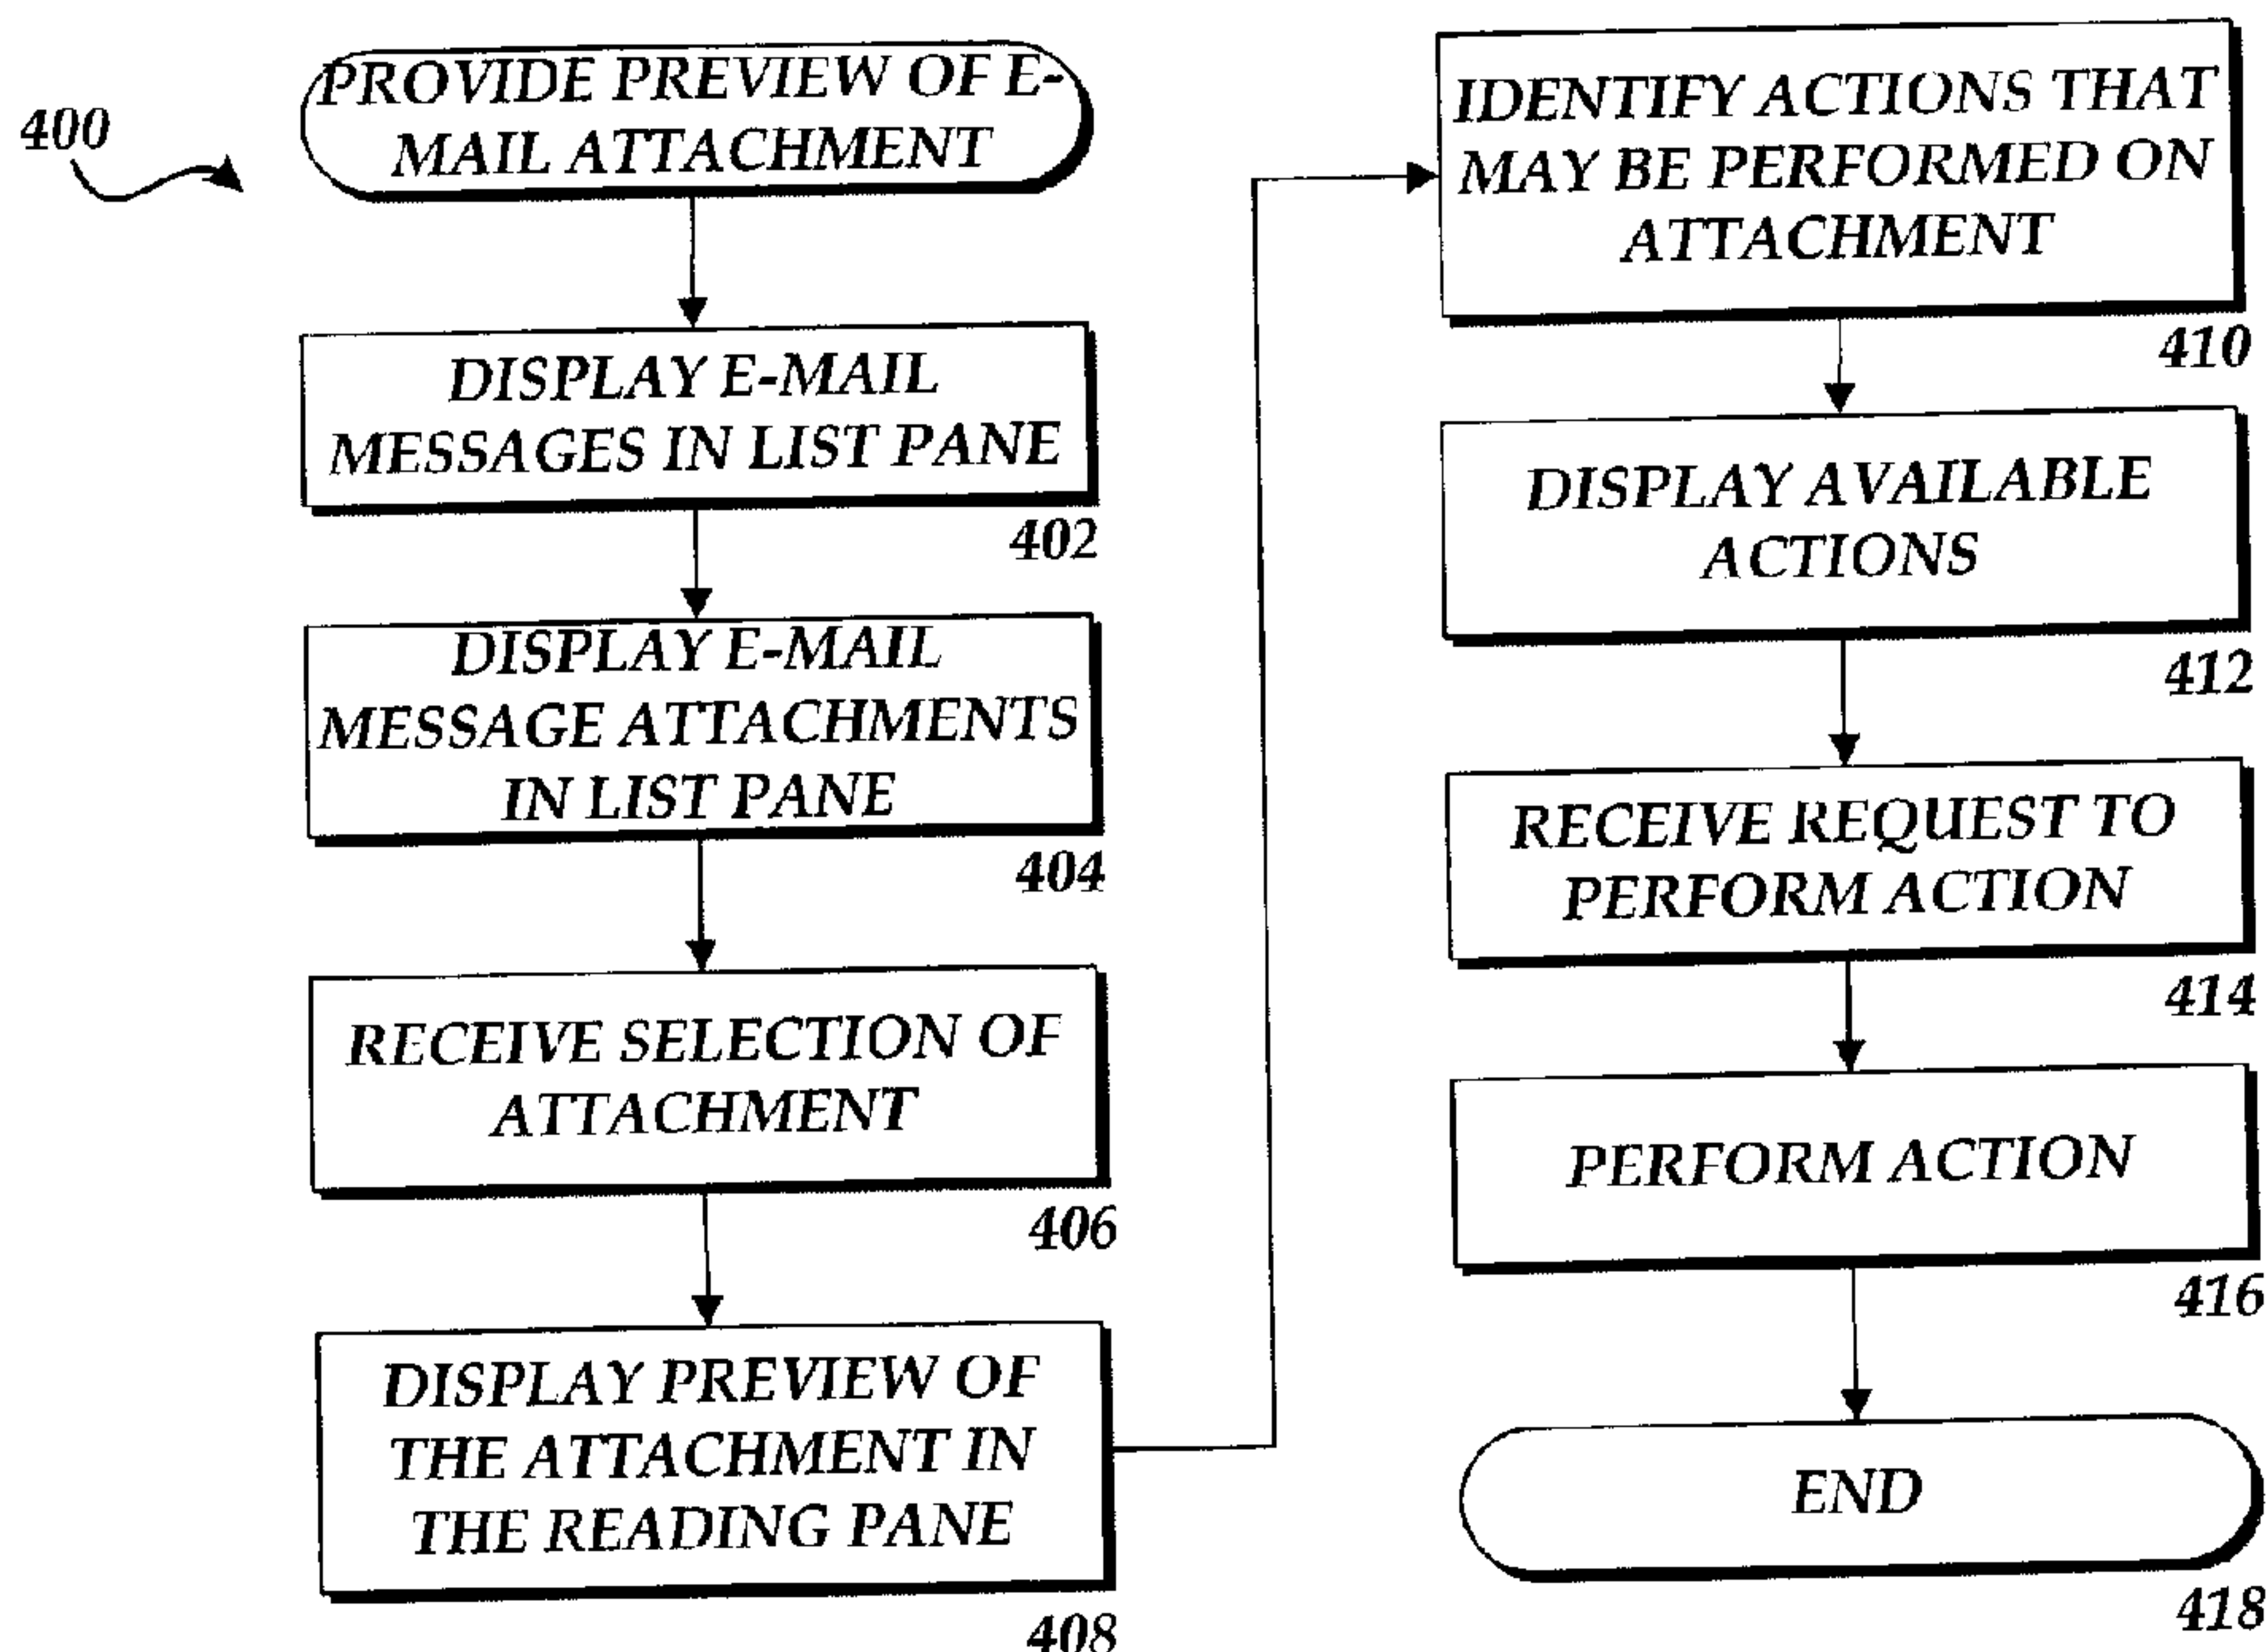 400
PROVIDE PREVIEW OF E-
MAIL ATTACHMENT
DISPLAY E-MAIL
MESSAGES IN LIST PANE
402
DISPLAY E-MAIL
MESSAGE ATTACHMENTS
IN LIST PANE
404
RECEIVE SELECTION OF
ATTACHMENT
406
DISPLAY PREVIEW OF
THE ATTACHMENT IN
THE READING PANE
408
IDENTIFY ACTIONS THAT
MAY BE PERFORMED ON
ATTACHMENT
410
DISPLAY AVAILABLE
ACTIONS
412
RECEIVE REQUEST TO
PERFORM ACTION
414
PERFORM ACTION
416
END
418